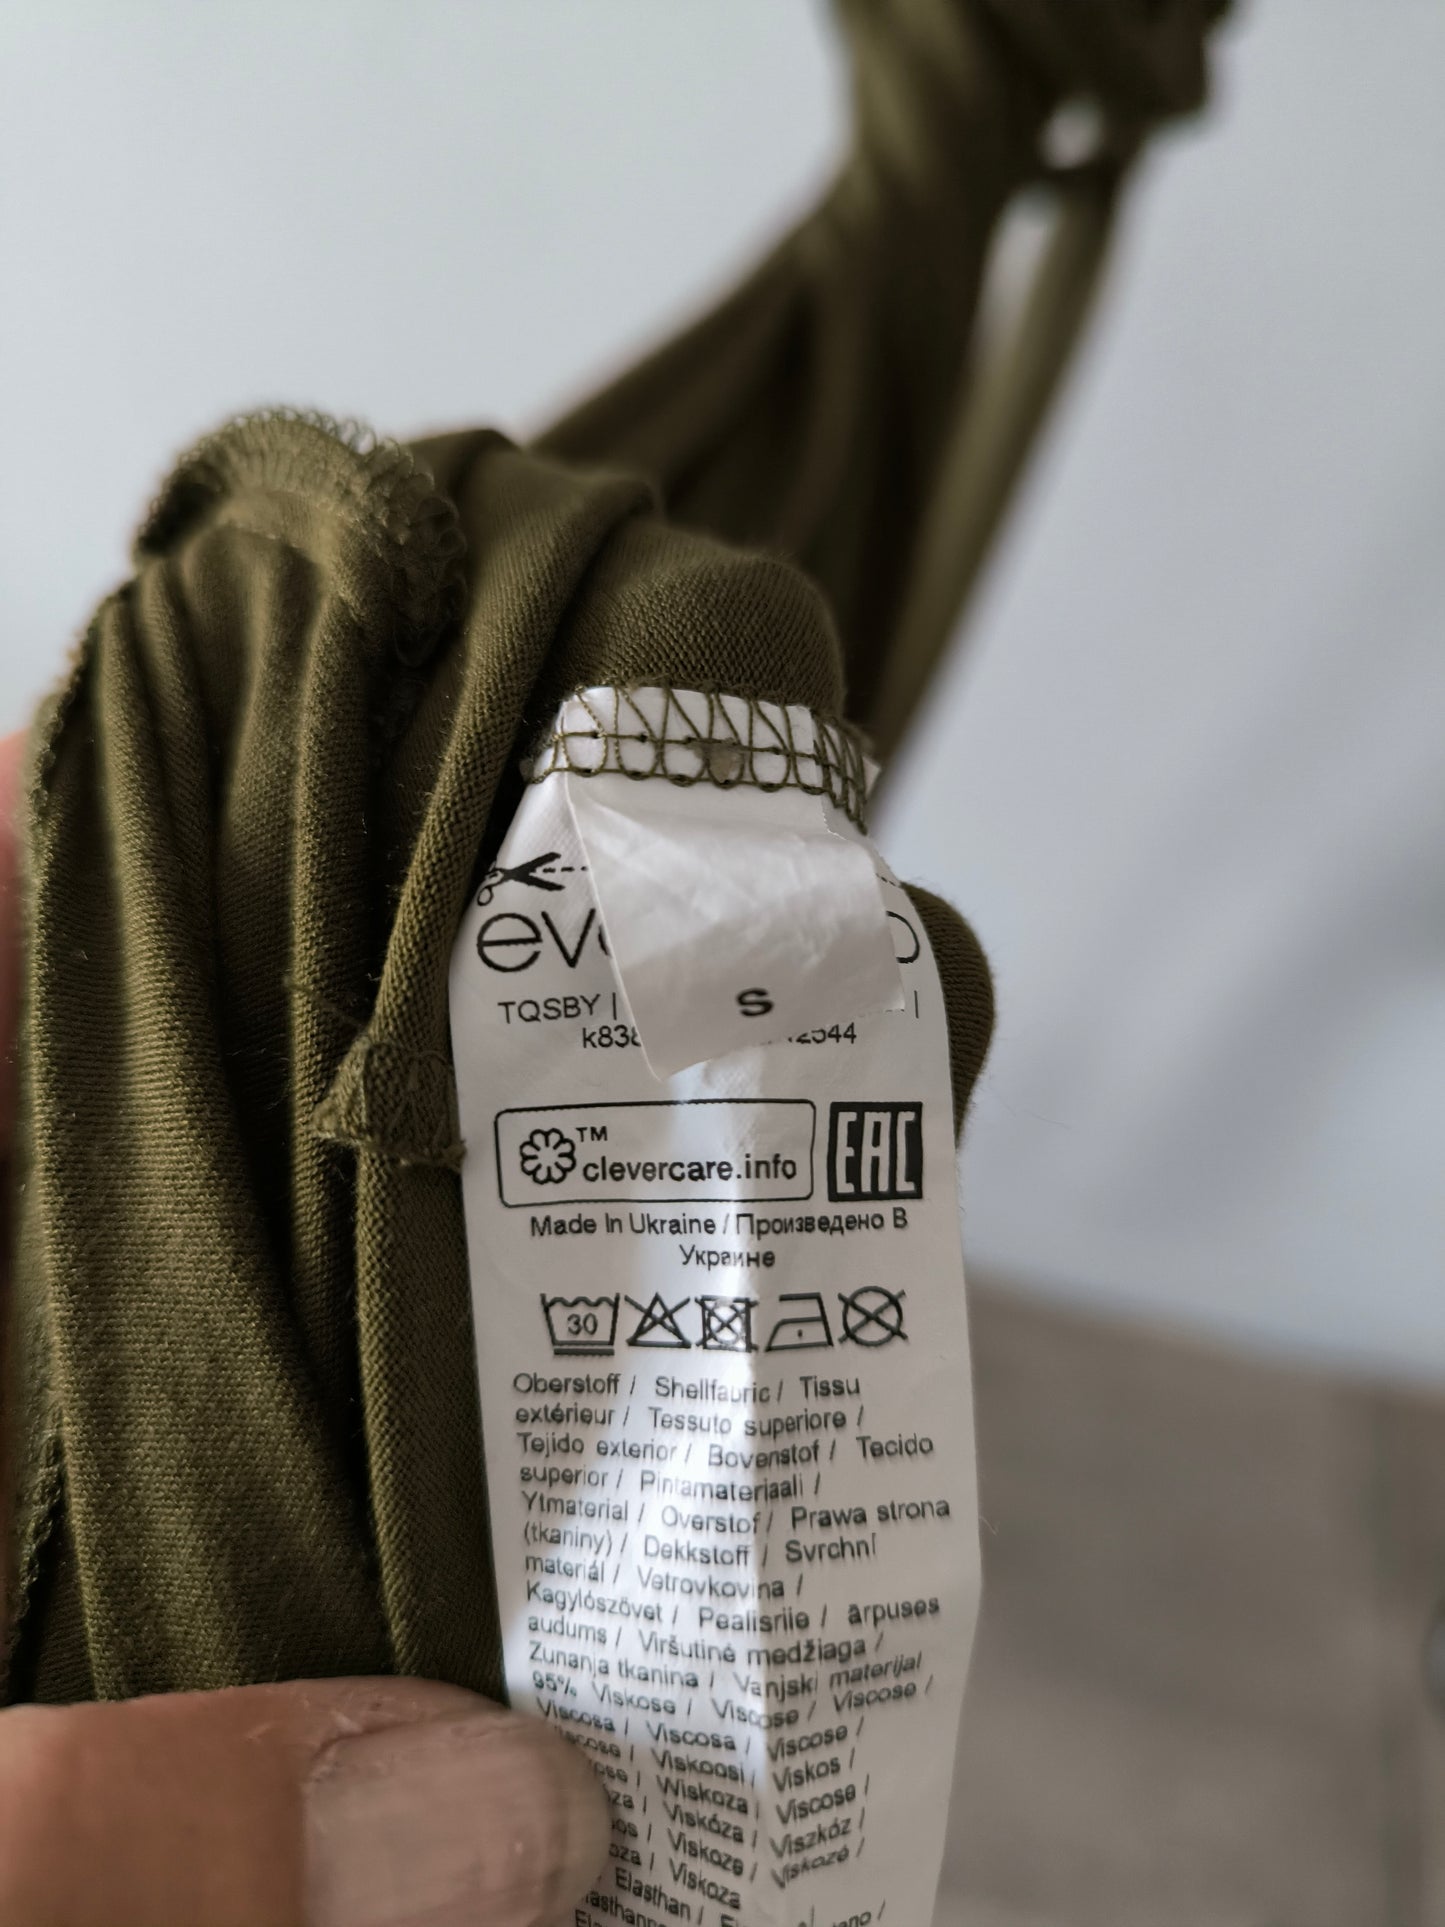 S
TQSBY | |
clevercare.info
TM
EAC
Made In Ukraine / Произведено В
Украине
30
Oberstoff / Shellfabric / Tissu
extérieur / Tessuto superiore /
Tejido exterior / Bovenstof / Tecido
superior / Pintamateriaali /
Ytmaterial / Overstof / Prawa strona
(tkaniny) / Dekkstoff / Svrchní
materiál / Vetrovkovina /
Kagylószövet / Pealisriie / ārpuses
audums / Viršutinė medžiaga /
Zunanja tkanina / Vanjski materijal
95% Viskose / Viscose / Viscose /
Viscosa / Viscosa / Viscose /
/ Viskoosi / Viskos /
/ Wiskoza / Viscose /
/ Viskóza / Viszkóz /
/ Viskoze / Viskozė /
/ Viskoza
Elasthan /